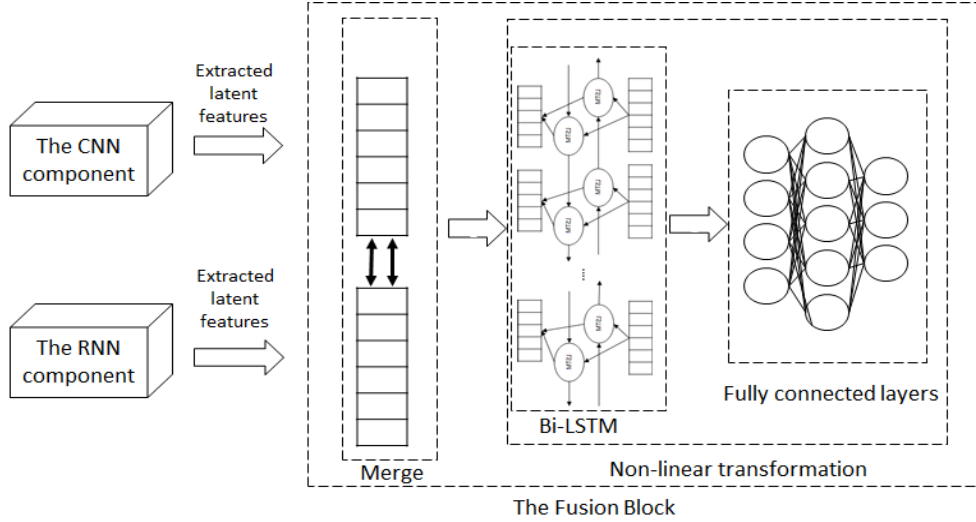 Extracted
latent
features
The CNN
component
Extracted
latent
features
The RNN
component
....
Merge
Bi-LSTM
Fully connected layers
Non-linear transformation
The Fusion Block